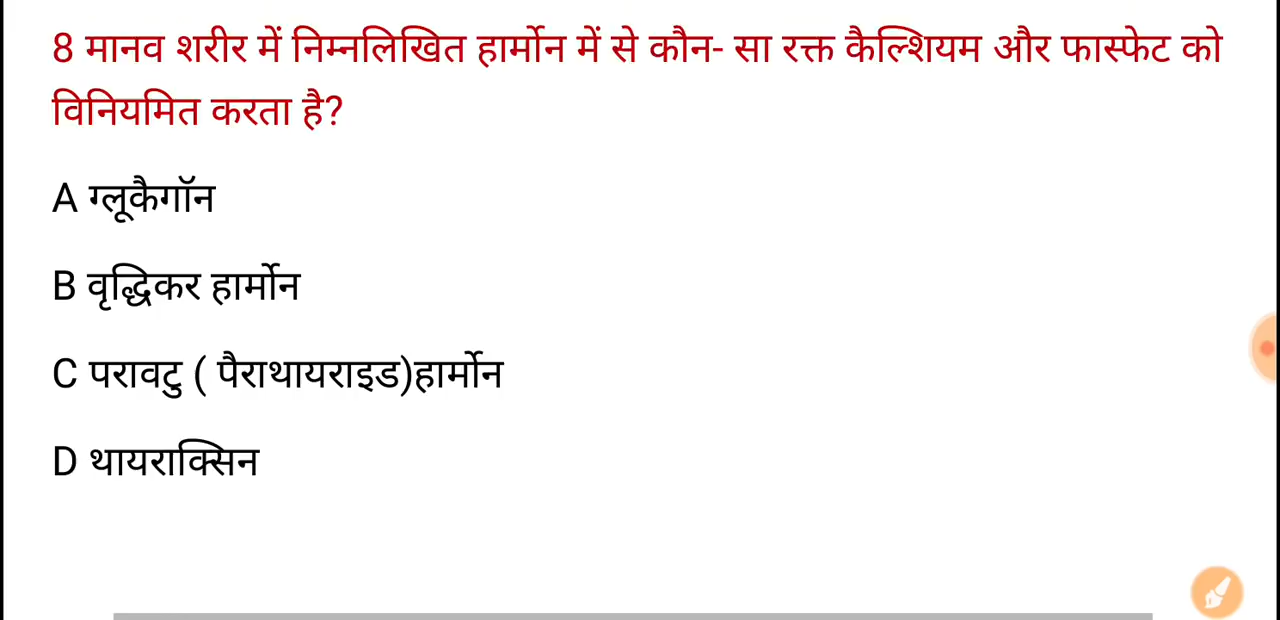 8 मानव शरीर में निम्नलिखित हार्मोन में से कौन- सा रक्त कैल्शियम और फास्फेट को
विनियमित करता है?
A ग्लूकैगॉन
B वृद्धिकर हार्मोन
C परावटु ( पैराथायराइड)हार्मोन
D थायराक्सिन